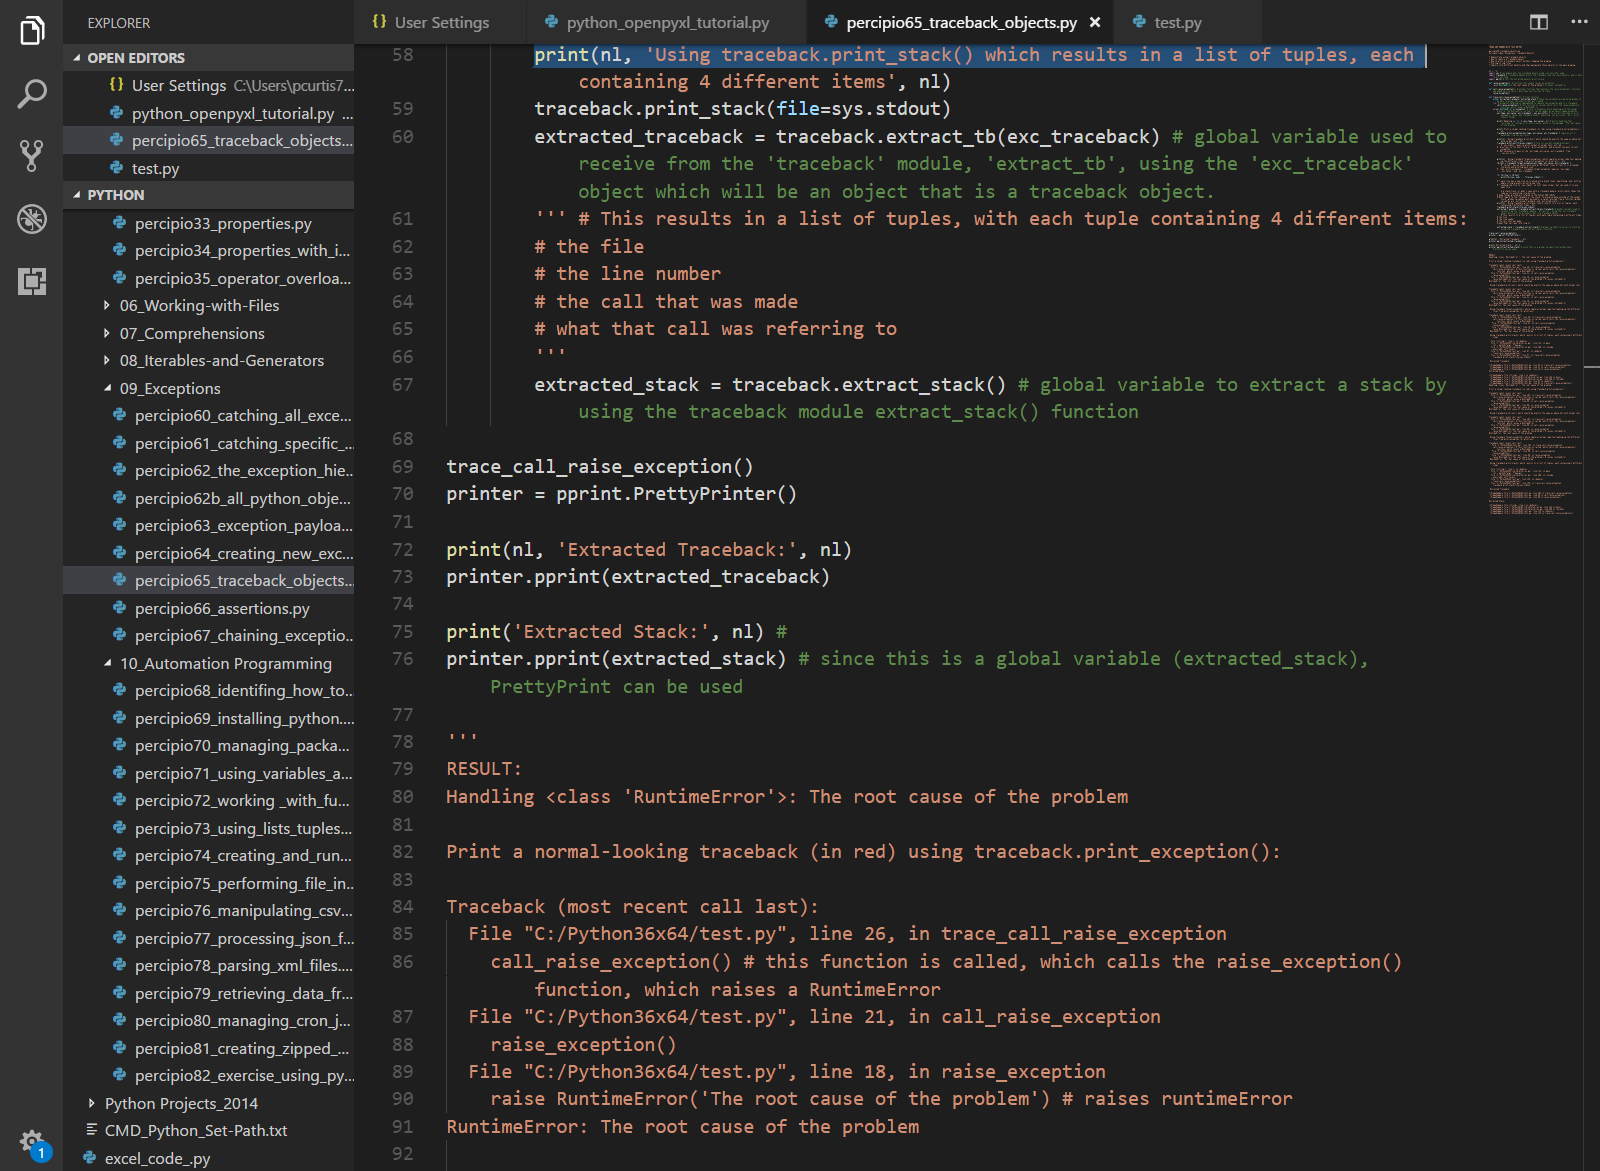 EXPLORER
OPEN EDITORS
{} User Settings C:\Users\pcurtis7...
python_openpyxl_tutorial.py ...
percipio65_traceback_objects...
test.py
PYTHON
percipio33_properties.py
percipio34_properties_with_i...
percipio35_operator_overloa...
06_Working-with-Files
07_Comprehensions
08_Iterables-and-Generators
09_Exceptions
percipio60_catching_all_exce...
percipio61_catching_specific_...
percipio62_the_exception_hie...
percipio62b_all_python_obje...
percipio63_exception_payloa...
percipio64_creating_new_exc...
percipio65_traceback_objects...
percipio66_assertions.py
percipio67_chaining_exceptio...
10_Automation Programming
percipio68_identifing_how_to...
percipio69_installing_python....
percipio70_managing_packa...
percipio71_using_variables_a...
percipio72_working _with_fu...
percipio73_using_lists_tuples...
percipio74_creating_and_run...
percipio75_performing_file_in...
percipio76_manipulating_csv...
percipio77_processing_json_f...
percipio78_parsing_xml_files....
percipio79_retrieving_data_fr...
percipio80_managing_cron_j...
percipio81_creating_zipped_...
percipio82_exercise_using_py...
Python Projects_2014
CMD_Python_Set-Path.txt
excel_code_.py
1
{} User Settings
python_openpyxl_tutorial.py
percipio65_traceback_objects.py ×
test.py
58 print(nl, 'Using traceback.print_stack() which results in a list of tuples, each
containing 4 different items', nl)
59 traceback.print_stack(file=sys.stdout)
60 extracted_traceback = traceback.extract_tb(exc_traceback) # global variable used to
receive from the 'traceback' module, 'extract_tb', using the 'exc_traceback'
object which will be an object that is a traceback object.
61 ''' # This results in a list of tuples, with each tuple containing 4 different items:
62 # the file
63 # the line number
64 # the call that was made
65 # what that call was referring to
66 '''
67 extracted_stack = traceback.extract_stack() # global variable to extract a stack by
using the traceback module extract_stack() function
68
69 trace_call_raise_exception()
70 printer = pprint.PrettyPrinter()
71
72 print(nl, 'Extracted Traceback:', nl)
73 printer.pprint(extracted_traceback)
74
75 print('Extracted Stack:', nl) #
76 printer.pprint(extracted_stack) # since this is a global variable (extracted_stack),
PrettyPrint can be used
77
78 '''
79 RESULT:
80 Handling <class 'RuntimeError'>: The root cause of the problem
81
82 Print a normal-looking traceback (in red) using traceback.print_exception():
83
84 Traceback (most recent call last):
85 File "C:/Python36x64/test.py", line 26, in trace_call_raise_exception
86 call_raise_exception() # this function is called, which calls the raise_exception()
function, which raises a RuntimeError
87 File "C:/Python36x64/test.py", line 21, in call_raise_exception
88 raise_exception()
89 File "C:/Python36x64/test.py", line 18, in raise_exception
90 raise RuntimeError('The root cause of the problem') # raises runtimeError
91 RuntimeError: The root cause of the problem
92